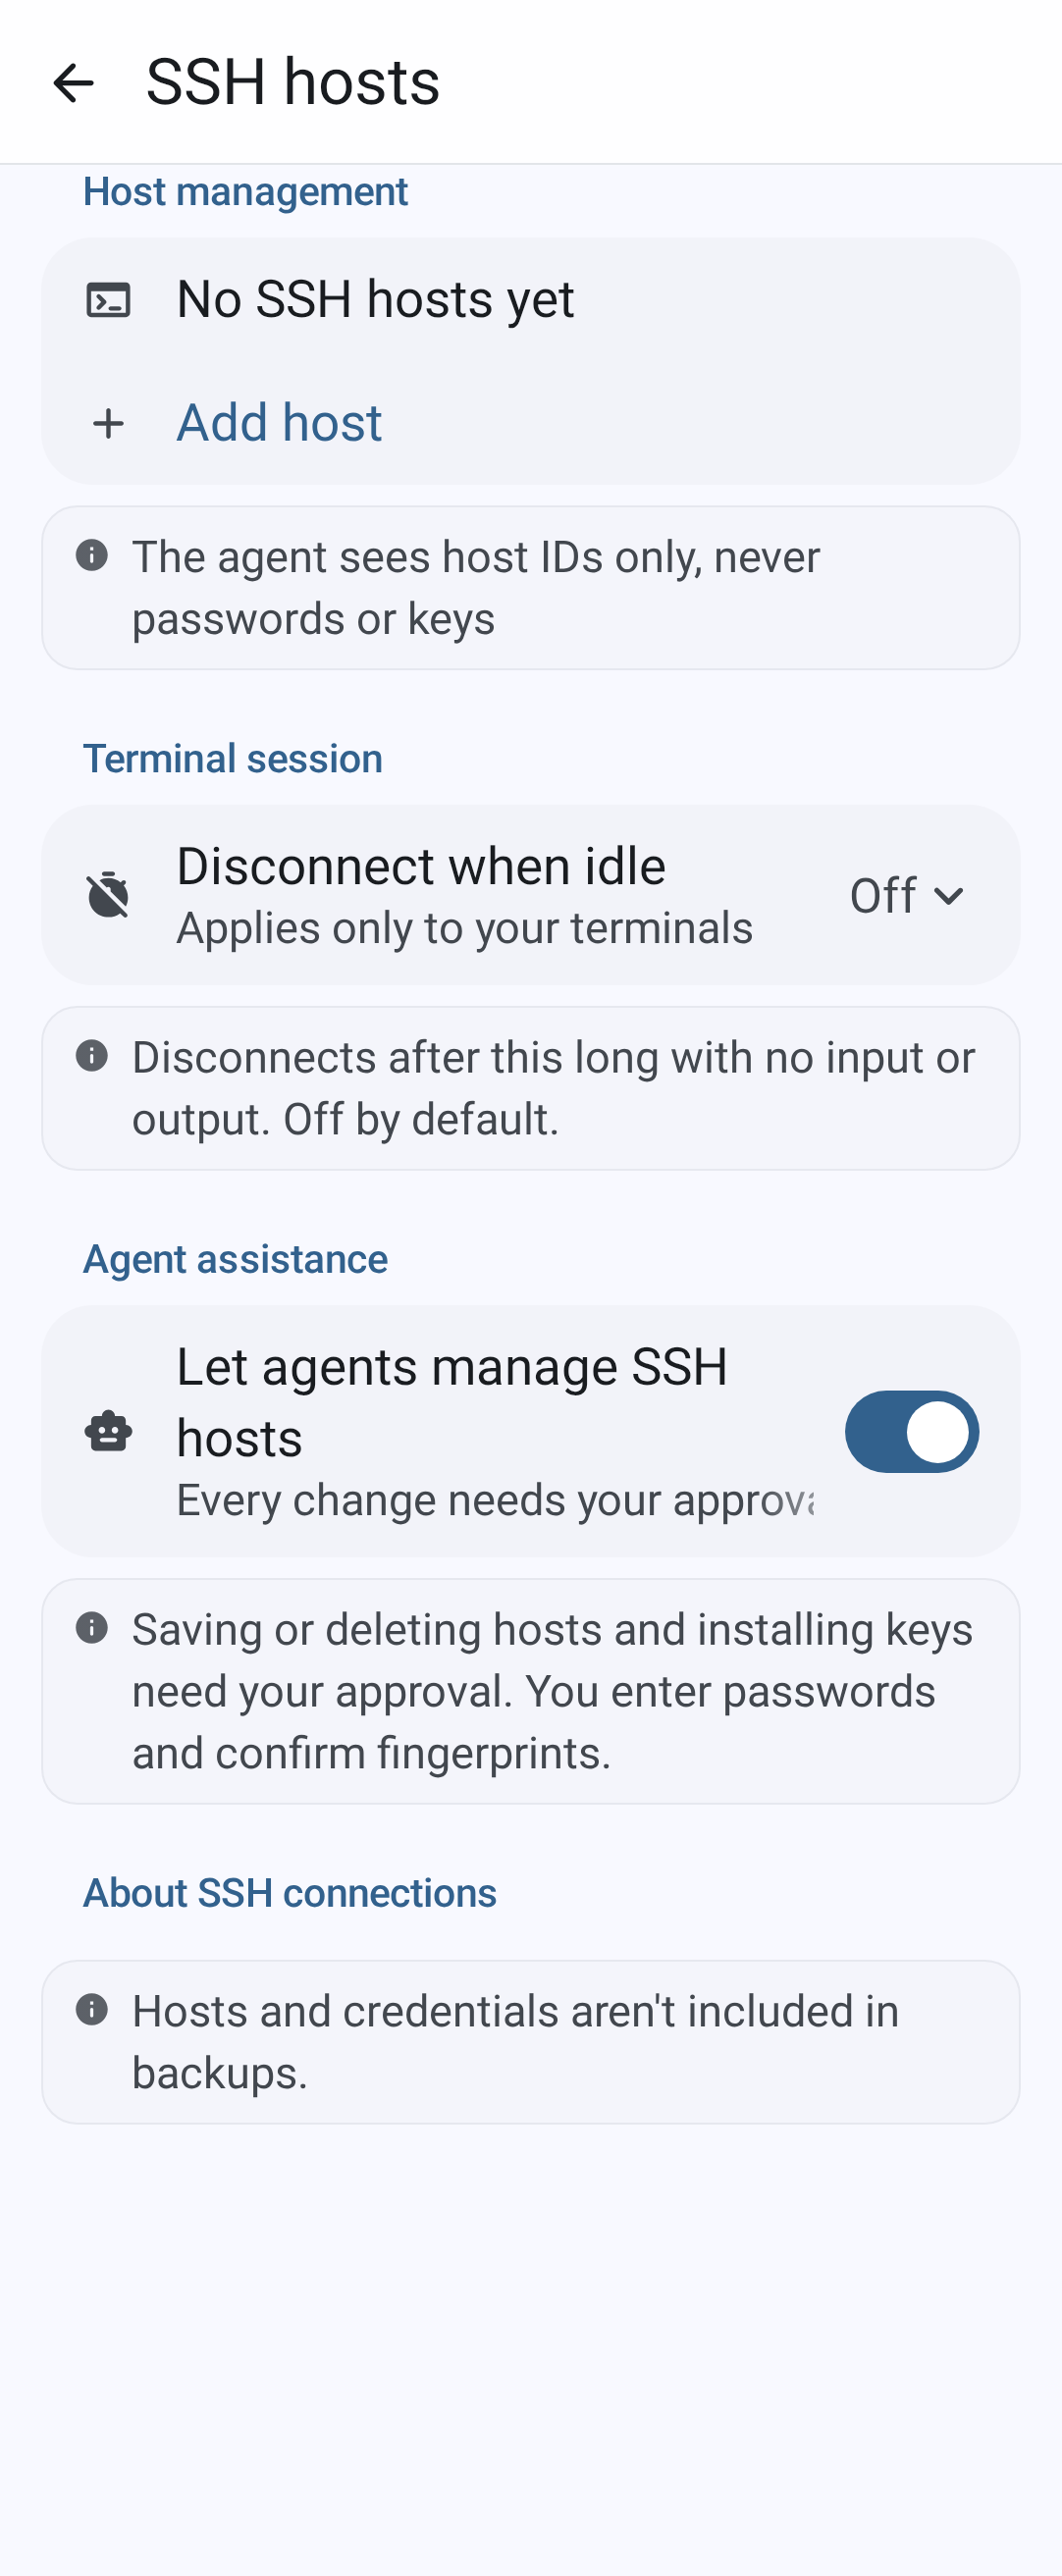 SSH hosts
Host management
No SSH hosts yet
Add host
The agent sees host IDs only, never
passwords or keys
Terminal session
Disconnect when idle
Applies only to your terminals
Off
Disconnects after this long with no input or
output. Off by default.
Agent assistance
Let agents manage SSH
hosts
Every change needs your
Saving or deleting hosts and installing keys
need your approval. You enter passwords
and confirm fingerprints.
About SSH connections
Hosts and credentials aren't included in
backups.